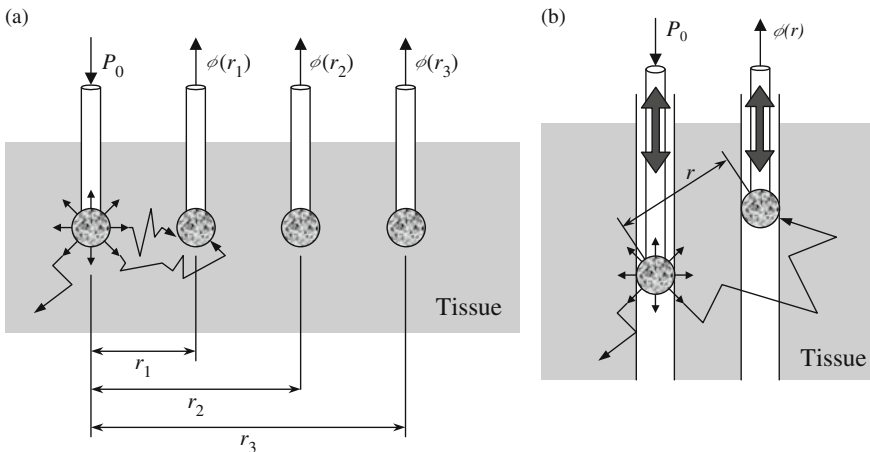 (a)
P₀ ϕ(r₁) ϕ(r₂) ϕ(r₃)
Tissue
r₁
r₂
r₃
(b)
P₀ ϕ(r)
r
Tissue